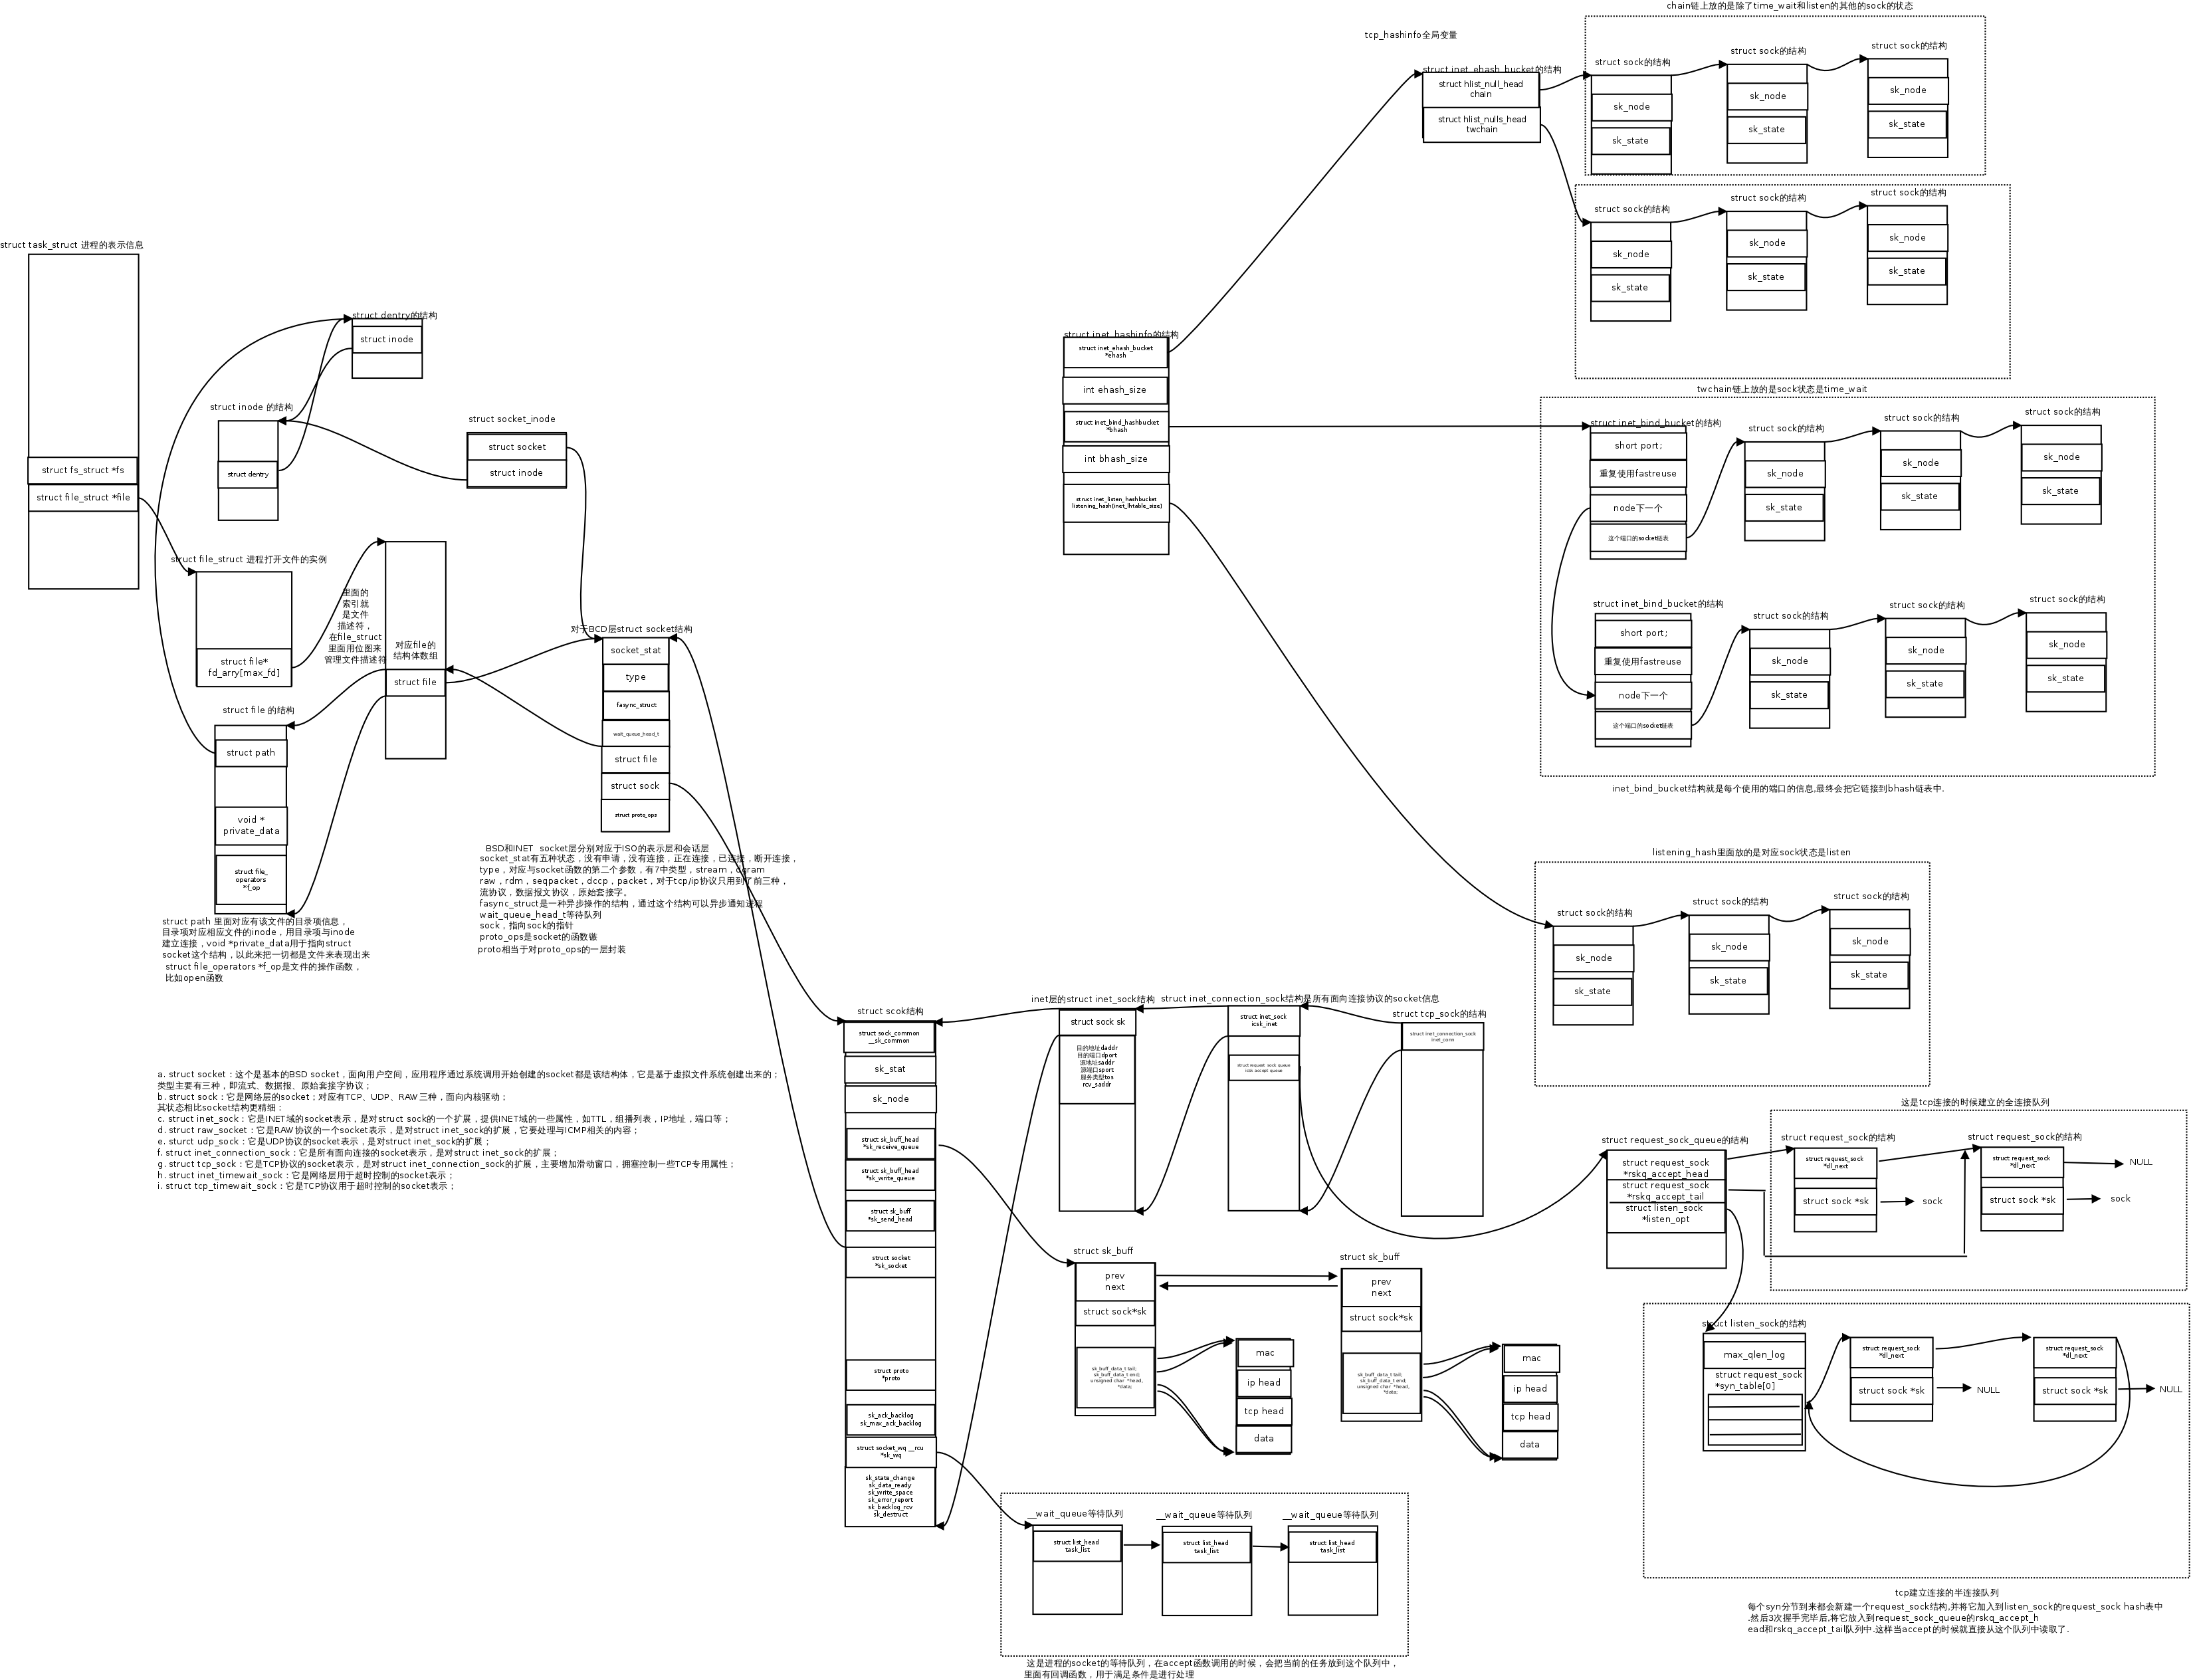 chain链上放的是除了time_wait和listen的其他的sock的状态
tcp_hashinfo全局变量
struct inet_ehash_bucket的结构
struct hlist_null_head
chain
struct hlist_nulls_head
twchain
struct sock的结构
sk_node
sk_state
struct sock的结构
sk_node
sk_state
struct sock的结构
sk_node
sk_state
struct sock的结构
sk_node
sk_state
struct sock的结构
sk_node
sk_state
struct sock的结构
sk_node
sk_state
twchain链上放的是sock状态是time_wait
struct task_struct 进程的表示信息
struct fs_struct *fs
struct file_struct *file
struct dentry的结构
struct inode
struct inode 的结构
struct dentry
struct socket_inode
struct socket
struct inode
struct file_struct 进程打开文件的实例
struct file*
fd_arry[max_fd]
里面的
索引就
是文件
描述符，
在file_struct
里面用位图来
管理文件描述符
对应file的
结构体数组
struct file
struct file 的结构
struct path
void *
private_data
struct file_
operators
*f_op
struct path 里面对应有该文件的目录项信息，
目录项对应相应文件的inode，用目录项与inode
建立连接，void *private_data用于指向struct
socket这个结构，以此来把一切都是文件来表现出来
struct file_operators *f_op是文件的操作函数，
比如open函数
对于BCD层struct socket结构
socket_stat
type
fasync_struct
wait_queue_head_t
struct file
struct sock
struct proto_ops
BSD和INET  socket层分别对应于ISO的表示层和会话层
socket_stat有五种状态，没有申请，没有连接，正在连接，已连接，断开连接，
type，对应与socket函数的第二个参数，有7中类型，stream，dgram
raw，rdm，seqpacket，dccp，packet，对于tcp/ip协议只用到了前三种，
流协议，数据报文协议，原始套接字。
fasync_struct是一种异步操作的结构，通过这个结构可以异步通知进程
wait_queue_head_t等待队列
sock，指向sock的指针
proto_ops是socket的函数镞
proto相当于对proto_ops的一层封装
struct inet_hashinfo的结构
struct inet_ehash_bucket
*ehash
int ehash_size
struct inet_bind_hashbucket
*bhash
int bhash_size
struct inet_listen_hashbucket
listening_hash[inet_lhtable_size]
struct inet_bind_bucket的结构
short port;
重复使用fastreuse
node下一个
这个端口的socket链表
struct sock的结构
sk_node
sk_state
struct sock的结构
sk_node
sk_state
struct sock的结构
sk_node
sk_state
struct inet_bind_bucket的结构
short port;
重复使用fastreuse
node下一个
这个端口的socket链表
struct sock的结构
sk_node
sk_state
struct sock的结构
sk_node
sk_state
struct sock的结构
sk_node
sk_state
inet_bind_bucket结构就是每个使用的端口的信息,最终会把它链接到bhash链表中.
listening_hash里面放的是对应sock状态是listen
struct sock的结构
sk_node
sk_state
struct sock的结构
sk_node
sk_state
struct sock的结构
sk_node
sk_state
a. struct socket：这个是基本的BSD socket，面向用户空间，应用程序通过系统调用开始创建的socket都是该结构体，它是基于虚拟文件系统创建出来的；
类型主要有三种，即流式、数据报、原始套接字协议；
b. struct sock：它是网络层的socket；对应有TCP、UDP、RAW三种，面向内核驱动；
其状态相比socket结构更精细：
c. struct inet_sock：它是INET域的socket表示，是对struct sock的一个扩展，提供INET域的一些属性，如TTL，组播列表，IP地址，端口等；
d. struct raw_socket：它是RAW协议的一个socket表示，是对struct inet_sock的扩展，它要处理与ICMP相关的内容；
e. sturct udp_sock：它是UDP协议的socket表示，是对struct inet_sock的扩展；
f. struct inet_connection_sock：它是所有面向连接的socket表示，是对struct inet_sock的扩展；
g. struct tcp_sock：它是TCP协议的socket表示，是对struct inet_connection_sock的扩展，主要增加滑动窗口，拥塞控制一些TCP专用属性；
h. struct inet_timewait_sock：它是网络层用于超时控制的socket表示；
i. struct tcp_timewait_sock：它是TCP协议用于超时控制的socket表示；
struct scok结构
struct sock_common
__sk_common
sk_stat
sk_node
struct sk_buff_head
*sk_receive_queue
struct sk_buff_head
*sk_write_queue
struct sk_buff
*sk_send_head
struct socket
*sk_socket
struct proto
*proto
sk_ack_backlog
sk_max_ack_backlog
struct socket_wq __rcu
*sk_wq
sk_state_change
sk_data_ready
sk_write_space
sk_error_report
sk_backlog_rcv
sk_destruct
inet层的struct inet_sock结构
struct sock sk
目的地址daddr
目的端口dport
源地址saddr
源端口sport
服务类型tos
rcv_saddr
struct inet_connection_sock结构是所有面向连接协议的socket信息
struct inet_sock
icsk_inet
struct request sock queue
icsk accept queue
struct tcp_sock的结构
struct inet_connection_sock
inet_conn
struct sk_buff
prev
next
struct sock*sk
sk_buff_data_t tail;
sk_buff_data_t end;
unsigned char  *head,
*data;
mac
ip head
tcp head
data
struct sk_buff
prev
next
struct sock*sk
sk_buff_data_t tail;
sk_buff_data_t end;
unsigned char  *head,
*data;
mac
ip head
tcp head
data
__wait_queue等待队列
struct list_head
task_list
__wait_queue等待队列
struct list_head
task_list
__wait_queue等待队列
struct list_head
task_list
这是进程的socket的等待队列，在accept函数调用的时候，会把当前的任务放到这个队列中，
里面有回调函数，用于满足条件是进行处理
这是tcp连接的时候建立的全连接队列
struct request_sock_queue的结构
struct request_sock
*rskq_accept_head
struct request_sock
*rskq_accept_tail
struct listen_sock
*listen_opt
struct request_sock的结构
struct request_sock
*dl_next
struct sock *sk
sock
struct request_sock的结构
struct request_sock
*dl_next
NULL
struct sock *sk
sock
struct listen_sock的结构
max_qlen_log
struct request_sock
*syn_table[0]
struct request_sock
*dl_next
struct sock *sk
NULL
struct request_sock
*dl_next
struct sock *sk
NULL
tcp建立连接的半连接队列
每个syn分节到来都会新建一个request_sock结构,并将它加入到listen_sock的request_sock hash表中
.然后3次握手完毕后,将它放入到request_sock_queue的rskq_accept_h
ead和rskq_accept_tail队列中.这样当accept的时候就直接从这个队列中读取了.